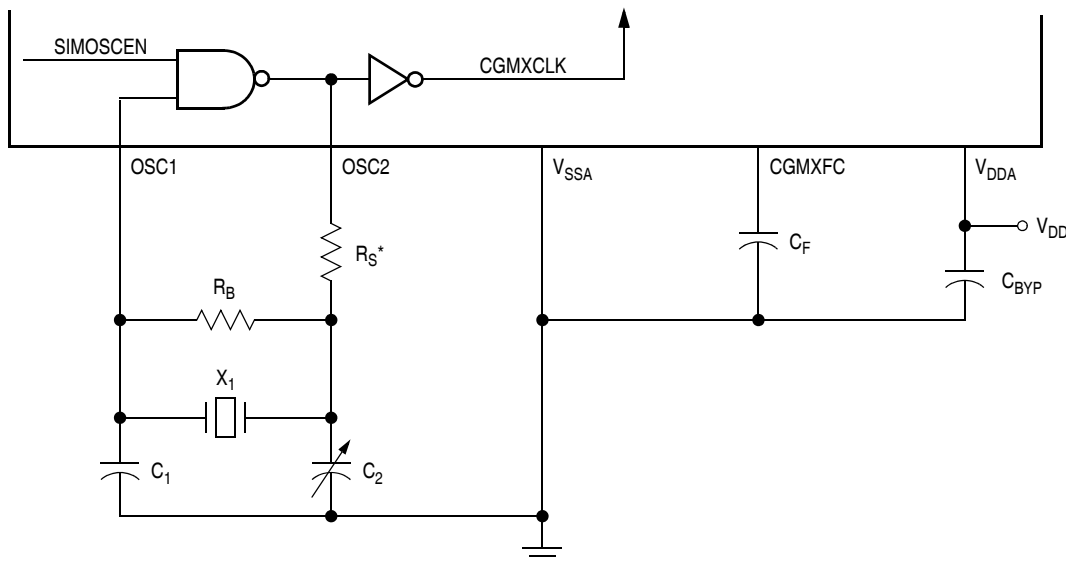 SIMOSCEN
CGMXCLK
OSC1
OSC2
VSSA
CGMXFC
VDDA
VDD
RS*
CF
CBYP
RB
X1
C1
C2